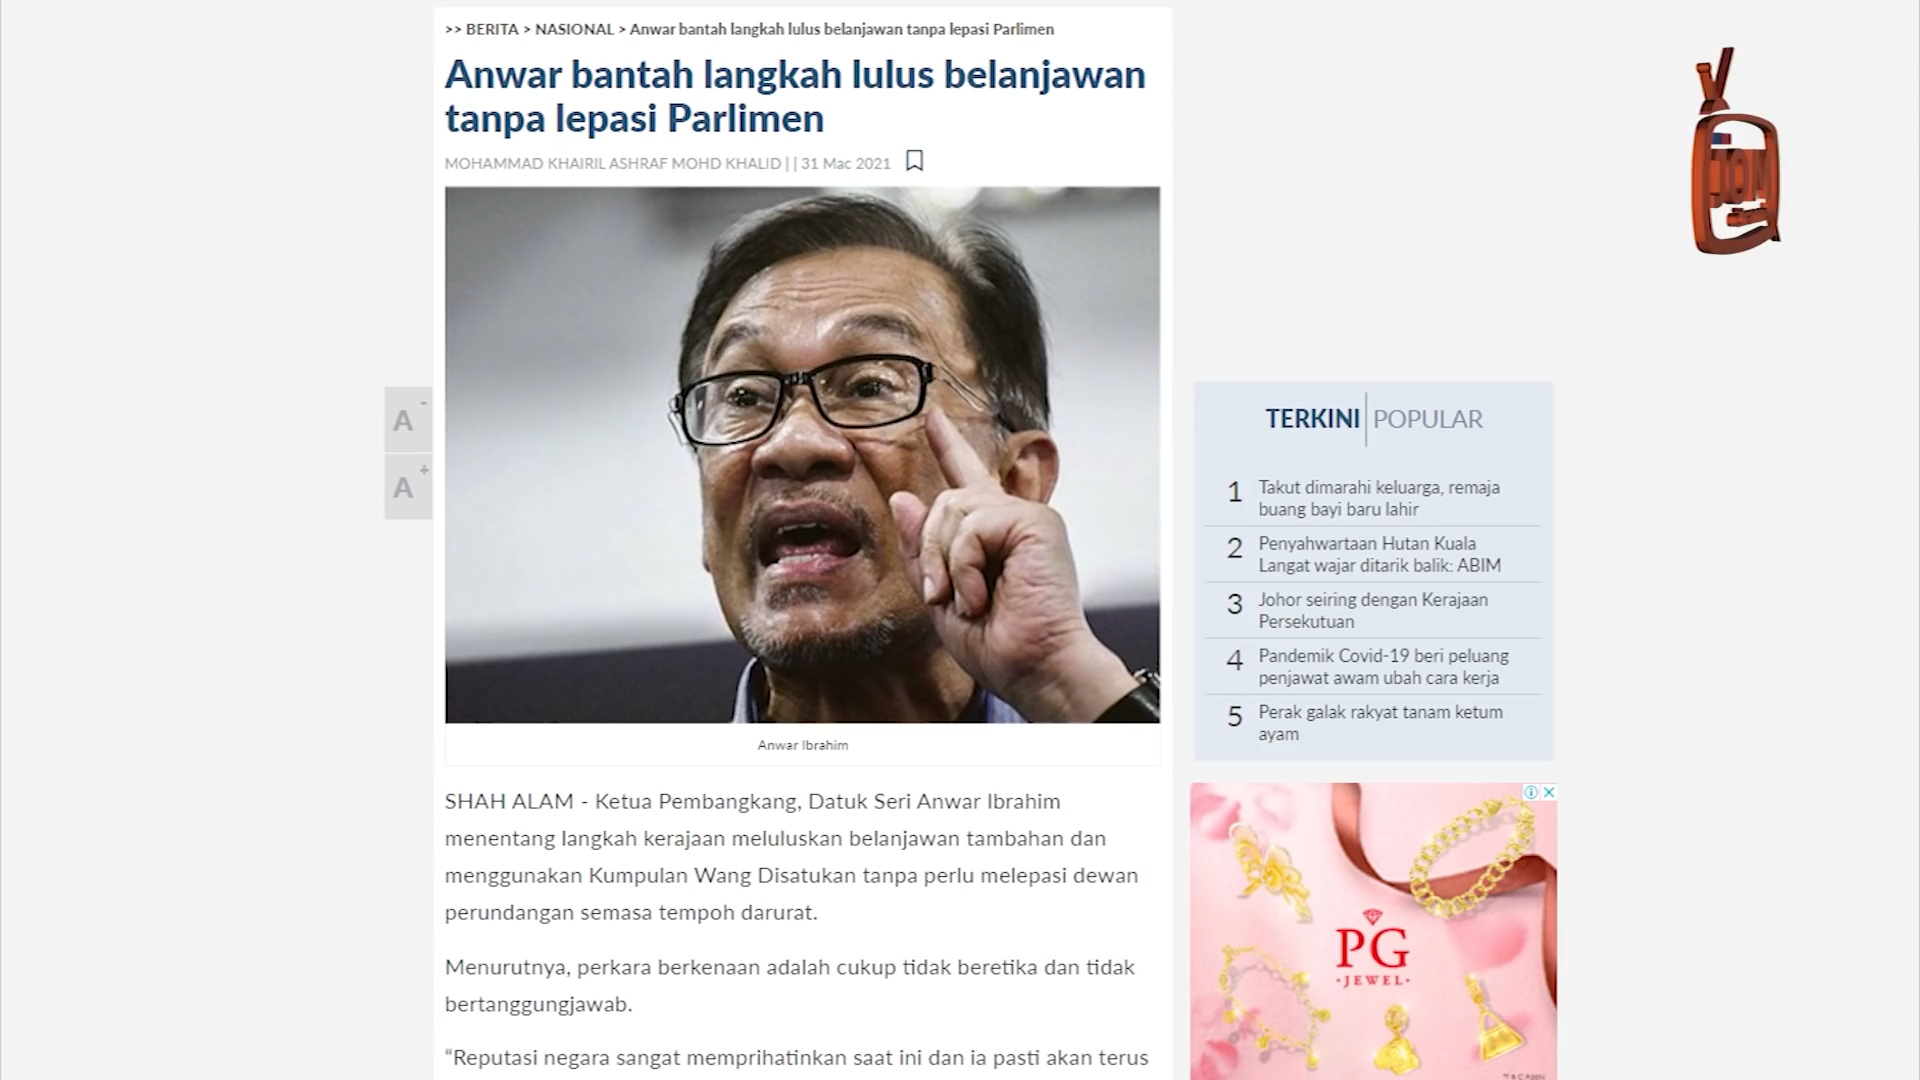 >> BERITA > NASIONAL > Anwar bantah langkah lulus belanjawan tanpa lepasi Parlimen
Anwar bantah langkah lulus belanjawan
tanpa lepasi Parlimen
MOHAMMAD KHAIRIL ASHRAF MOHD KHALID | | 31 Mac 2021
A -
A +
Anwar Ibrahim
SHAH ALAM - Ketua Pembangkang, Datuk Seri Anwar Ibrahim
menentang langkah kerajaan meluluskan belanjawan tambahan dan
menggunakan Kumpulan Wang Disatukan tanpa perlu melepasi dewan
perundangan semasa tempoh darurat.
Menurutnya, perkara berkenaan adalah cukup tidak beretika dan tidak
bertanggungjawab.
“Reputasi negara sangat memprihatinkan saat ini dan ia pasti akan terus
JOM
TERKINI | POPULAR
1 Takut dimarahi keluarga, remaja
buang bayi baru lahir
2 Penyahwartaan Hutan Kuala
Langat wajar ditarik balik: ABIM
3 Johor seiring dengan Kerajaan
Persekutuan
4 Pandemik Covid-19 beri peluang
penjawat awam ubah cara kerja
5 Perak galak rakyat tanam ketum
ayam
PG
·JEWEL·